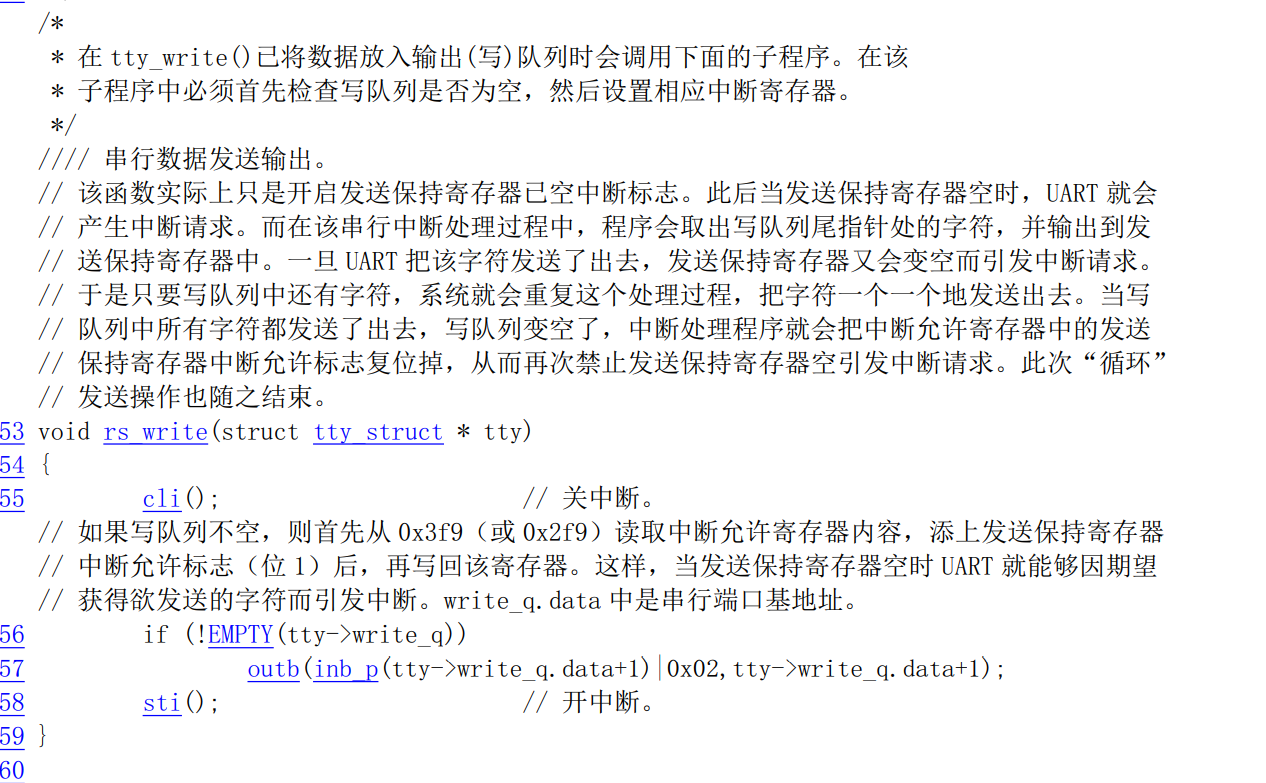 /*
* 在 tty_write()已将数据放入输出(写)队列时会调用下面的子程序。在该
* 子程序中必须首先检查写队列是否为空，然后设置相应中断寄存器。
*/
//// 串行数据发送输出。
// 该函数实际上只是开启发送保持寄存器已空中断标志。此后当发送保持寄存器空时，UART 就会
// 产生中断请求。而在该串行中断处理过程中，程序会取出写队列尾指针处的字符，并输出到发
// 送保持寄存器中。一旦 UART 把该字符发送了出去，发送保持寄存器又会变空而引发中断请求。
// 于是只要写队列中还有字符，系统就会重复这个处理过程，把字符一个一个地发送出去。当写
// 队列中所有字符都发送了出去，写队列变空了，中断处理程序就会把中断允许寄存器中的发送
// 保持寄存器中断允许标志复位掉，从而再次禁止发送保持寄存器空引发中断请求。此次“循环”
// 发送操作也随之结束。
53 void rs_write(struct tty_struct * tty)
54 {
55 cli(); // 关中断。
// 如果写队列不空，则首先从 0x3f9（或 0x2f9）读取中断允许寄存器内容，添上发送保持寄存器
// 中断允许标志（位 1）后，再写回该寄存器。这样，当发送保持寄存器空时 UART 就能够因期望
// 获得欲发送的字符而引发中断。write_q.data 中是串行端口基地址。
56 if (!EMPTY(tty->write_q))
57 outb(inb_p(tty->write_q.data+1)|0x02,tty->write_q.data+1);
58 sti(); // 开中断。
59 }
60